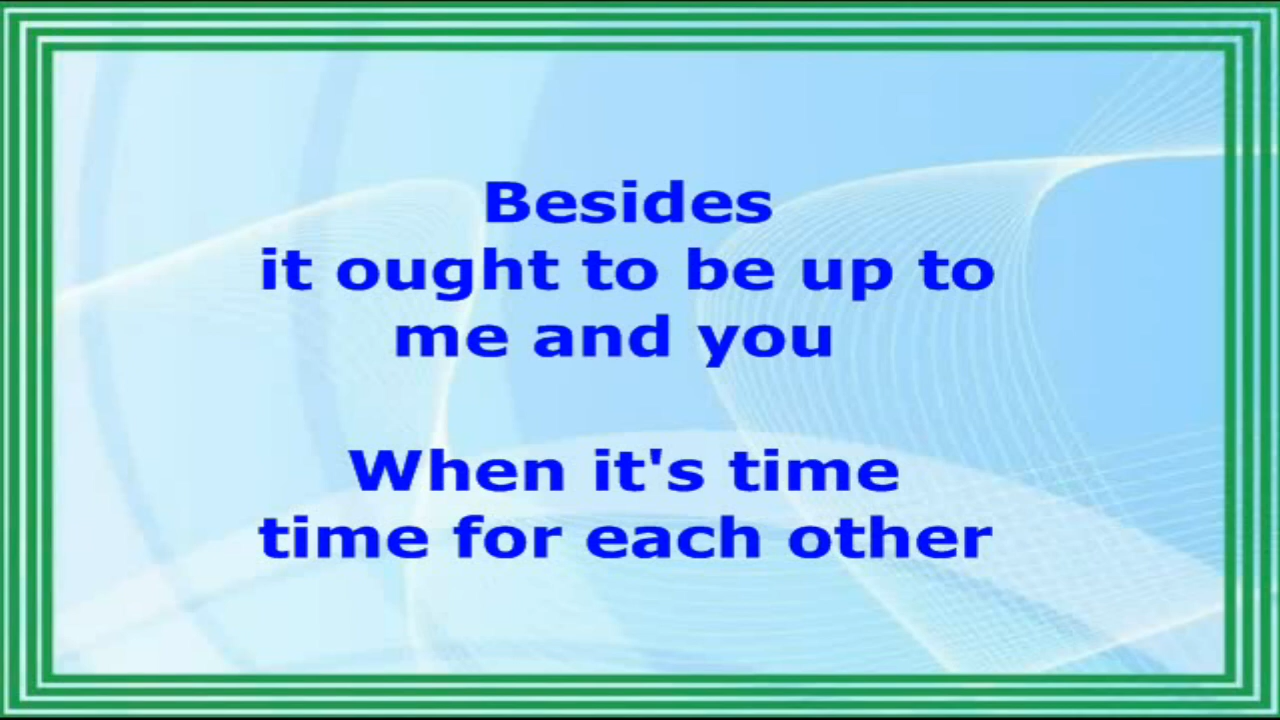 Besides
it ought to be up to
me and you
When it's time
time for each other